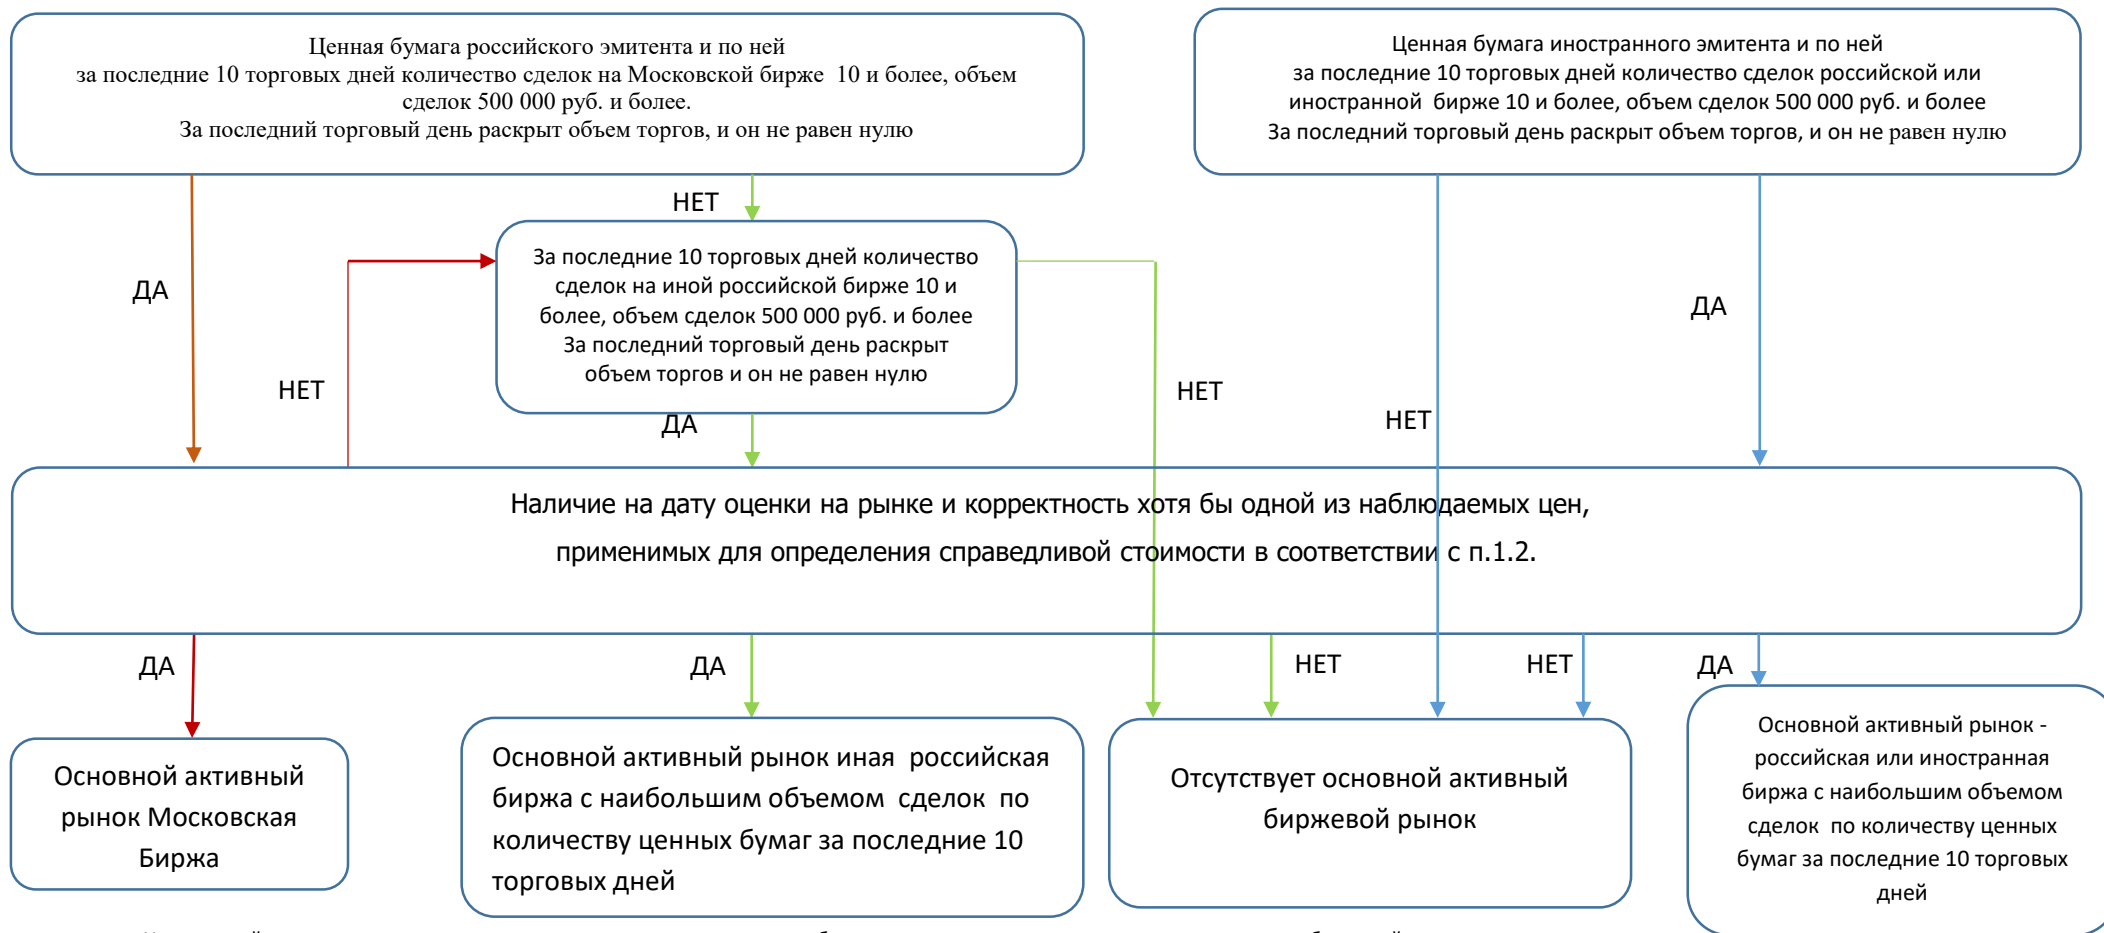 Ценная бумага российского эмитента и по ней
за последние 10 торговых дней количество сделок на Московской бирже 10 и более, объем
сделок 500 000 руб. и более.
За последний торговый день раскрыт объем торгов, и он не равен нулю
Ценная бумага иностранного эмитента и по ней
за последние 10 торговых дней количество сделок российской или
иностранной биржe 10 и более, объем сделок 500 000 руб. и более
За последний торговый день раскрыт объем торгов, и он не равен нулю
НЕТ
За последние 10 торговых дней количество
сделок на иной российской бирже 10 и
более, объем сделок 500 000 руб. и более
За последний торговый день раскрыт
объем торгов и он не равен нулю
ДА
ДА
НЕТ
НЕТ
НЕТ
ДА
Наличие на дату оценки на рынке и корректность хотя бы одной из наблюдаемых цен,
применимых для определения справедливой стоимости в соответствии с п.1.2.
ДА
ДА
НЕТ
НЕТ
ДА
Основной активный
рынок Московская
Биржа
Основной активный рынок иная российская
биржа с наибольшим объемом сделок по
количеству ценных бумаг за последние 10
торговых дней
Отсутствует основной активный
биржевой рынок
Основной активный рынок -
российская или иностранная
биржа с наибольшим объемом
сделок по количеству ценных
бумаг за последние 10 торговых
дней